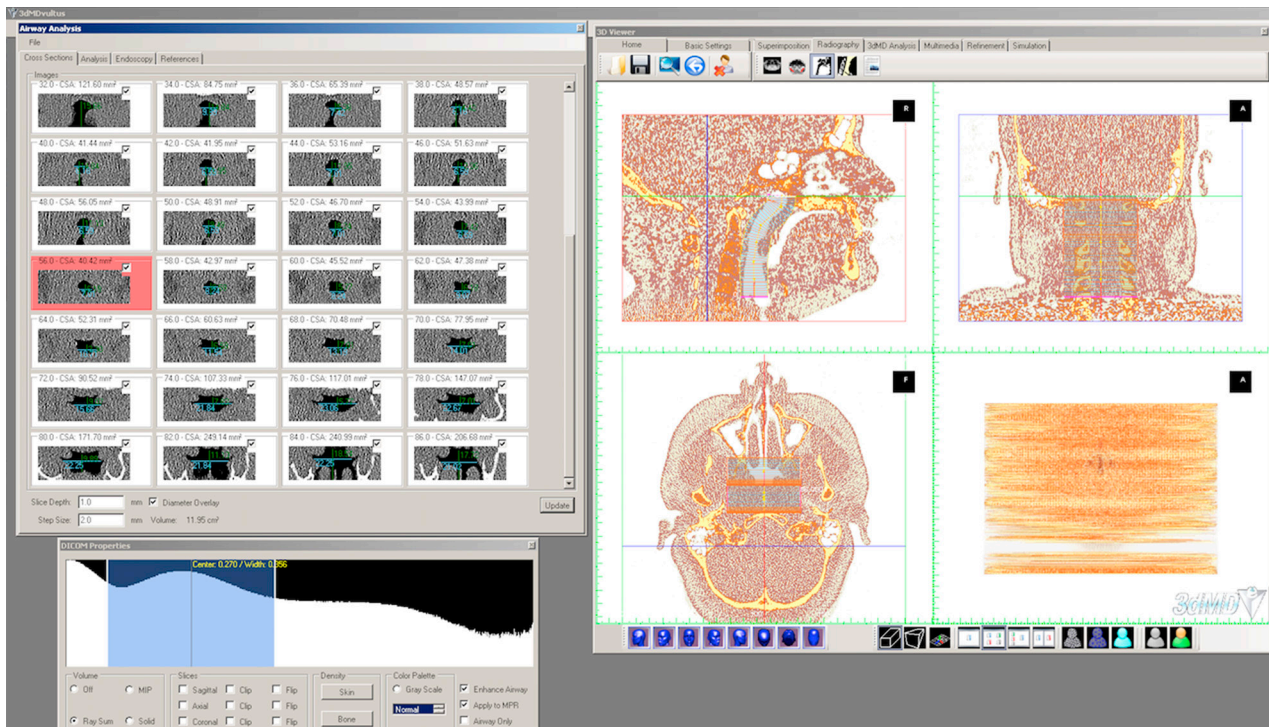 3dMDvultus
Airway Analysis
File
Cross Sections Analysis Endoscopy References
Images
32.0 - CSA: 121.60 mm² 34.0 - CSA: 84.75 mm² 36.0 - CSA: 65.39 mm² 38.0 - CSA: 48.57 mm²
40.0 - CSA: 41.44 mm² 42.0 - CSA: 41.95 mm² 44.0 - CSA: 53.16 mm² 46.0 - CSA: 51.63 mm²
48.0 - CSA: 56.05 mm² 50.0 - CSA: 48.91 mm² 52.0 - CSA: 46.70 mm² 54.0 - CSA: 43.99 mm²
56.0 - CSA: 40.42 mm² 58.0 - CSA: 42.97 mm² 60.0 - CSA: 45.52 mm² 62.0 - CSA: 47.38 mm²
64.0 - CSA: 52.31 mm² 66.0 - CSA: 60.63 mm² 68.0 - CSA: 70.48 mm² 70.0 - CSA: 77.95 mm²
72.0 - CSA: 90.52 mm² 74.0 - CSA: 107.33 mm² 76.0 - CSA: 117.01 mm² 78.0 - CSA: 147.07 mm²
80.0 - CSA: 171.70 mm² 82.0 - CSA: 249.14 mm² 84.0 - CSA: 240.99 mm² 86.0 - CSA: 206.68 mm²
21.84
Slice Depth: 1.0 mm Diameter Overlay
Update
Step Size: 2.0 mm Volume: 11.95 cm³
DICOM Properties
Center: 0.270 / Width: 0.356
Volume Slices Density Color Palette
Off MIP Sagittal Clip Flip Skin Gray Scale Enhance Airway
Axial Clip Flip Normal Apply to MPR
Ray Sum Solid Coronal Clip Flip Bone Airway Only
3D Viewer
Home Basic Settings Superimposition Radiography 3dMD Analysis Multimedia Refinement Simulation
R
A
F
A
3dMD